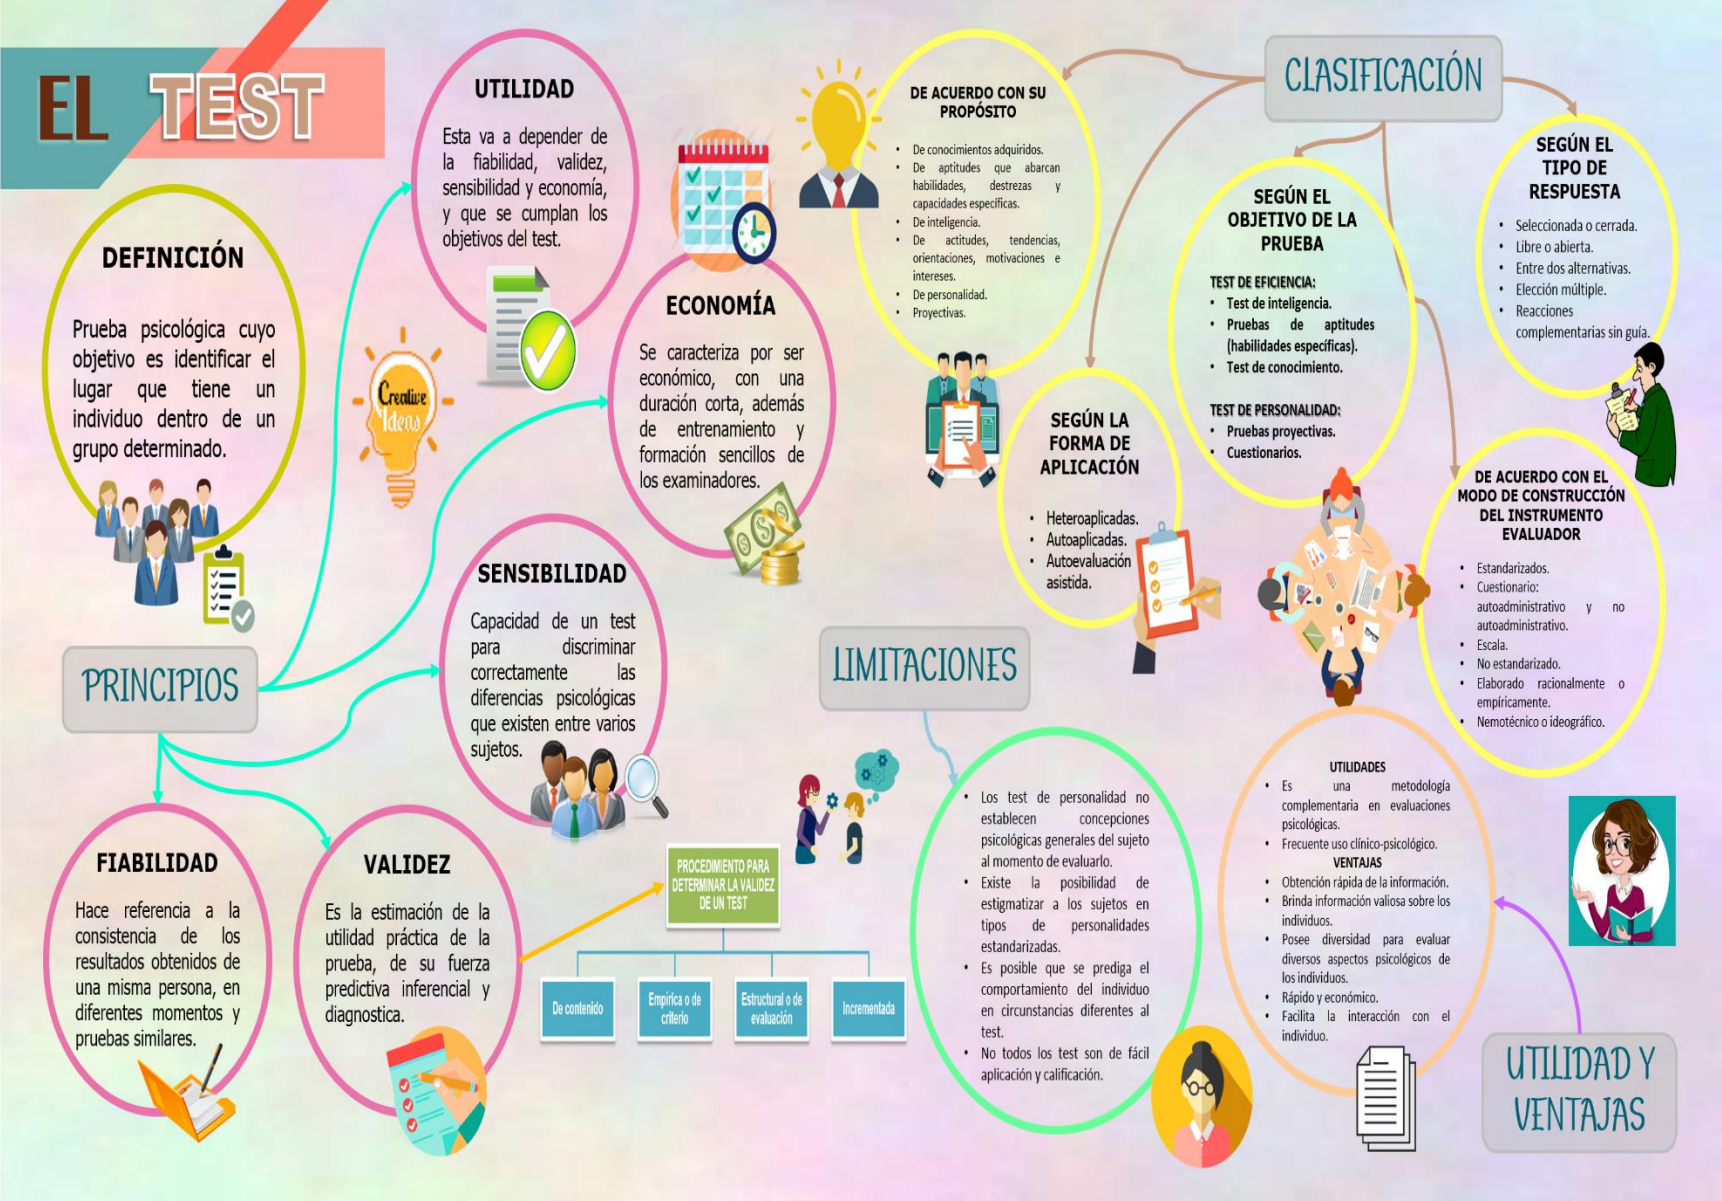 EL TEST
DEFINICIÓN
Prueba psicológica cuyo
objetivo es identificar el
lugar que tiene un
individuo dentro de un
grupo determinado.
PRINCIPIOS
UTILIDAD
Esta va a depender de
la fiabilidad, validez,
sensibilidad y economía,
y que se cumplan los
objetivos del test.
Creative
Ideas
ECONOMÍA
Se caracteriza por ser
económico, con una
duración corta, además
de entrenamiento y
formación sencillos de
los examinadores.
SENSIBILIDAD
Capacidad de un test
para discriminar
correctamente las
diferencias psicológicas
que existen entre varios
sujetos.
FIABILIDAD
Hace referencia a la
consistencia de los
resultados obtenidos de
una misma persona, en
diferentes momentos y
pruebas similares.
VALIDEZ
Es la estimación de la
utilidad práctica de la
prueba, de su fuerza
predictiva inferencial y
diagnostica.
PROCEDIMIENTO PARA
DETERMINAR LA VALIDEZ
DE UN TEST
De contenido
Empírica o de
criterio
Estructural o de
evaluación
Incrementada
CLASIFICACIÓN
DE ACUERDO CON SU
PROPÓSITO
• De conocimientos adquiridos.
• De aptitudes que abarcan
habilidades, destrezas y
capacidades específicas.
• De inteligencia.
• De actitudes, tendencias,
orientaciones, motivaciones e
intereses.
• De personalidad.
• Proyectivas.
SEGÚN LA
FORMA DE
APLICACIÓN
• Heteroaplicadas.
• Autoaplicadas.
• Autoevaluación
asistida.
SEGÚN EL
OBJETIVO DE LA
PRUEBA
TEST DE EFICIENCIA:
• Test de inteligencia.
• Pruebas de aptitudes
(habilidades específicas).
• Test de conocimiento.
TEST DE PERSONALIDAD:
• Pruebas proyectivas.
• Cuestionarios.
SEGÚN EL
TIPO DE
RESPUESTA
• Seleccionada o cerrada.
• Libre o abierta.
• Entre dos alternativas.
• Elección múltiple.
• Reacciones
complementarias sin guía.
DE ACUERDO CON EL
MODO DE CONSTRUCCIÓN
DEL INSTRUMENTO
EVALUADOR
• Estandarizados.
• Cuestionario:
autoadministrativo y no
autoadministrativo.
• Escala.
• No estandarizado.
• Elaborado racionalmente o
empíricamente.
• Nemotécnico o ideográfico.
LIMITACIONES
• Los test de personalidad no
establecen concepciones
psicológicas generales del sujeto
al momento de evaluarlo.
• Existe la posibilidad de
estigmatizar a los sujetos en
tipos de personalidades
estandarizadas.
• Es posible que se prediga el
comportamiento del individuo
en circunstancias diferentes al
test.
• No todos los test son de fácil
aplicación y calificación.
UTILIDADES
• Es una metodología
complementaria en evaluaciones
psicológicas.
• Frecuente uso clínico-psicológico.
VENTAJAS
• Obtención rápida de la información.
• Brinda información valiosa sobre los
individuos.
• Posee diversidad para evaluar
diversos aspectos psicológicos de
los individuos.
• Rápido y económico.
• Facilita la interacción con el
individuo.
UTILIDAD Y
VENTAJAS